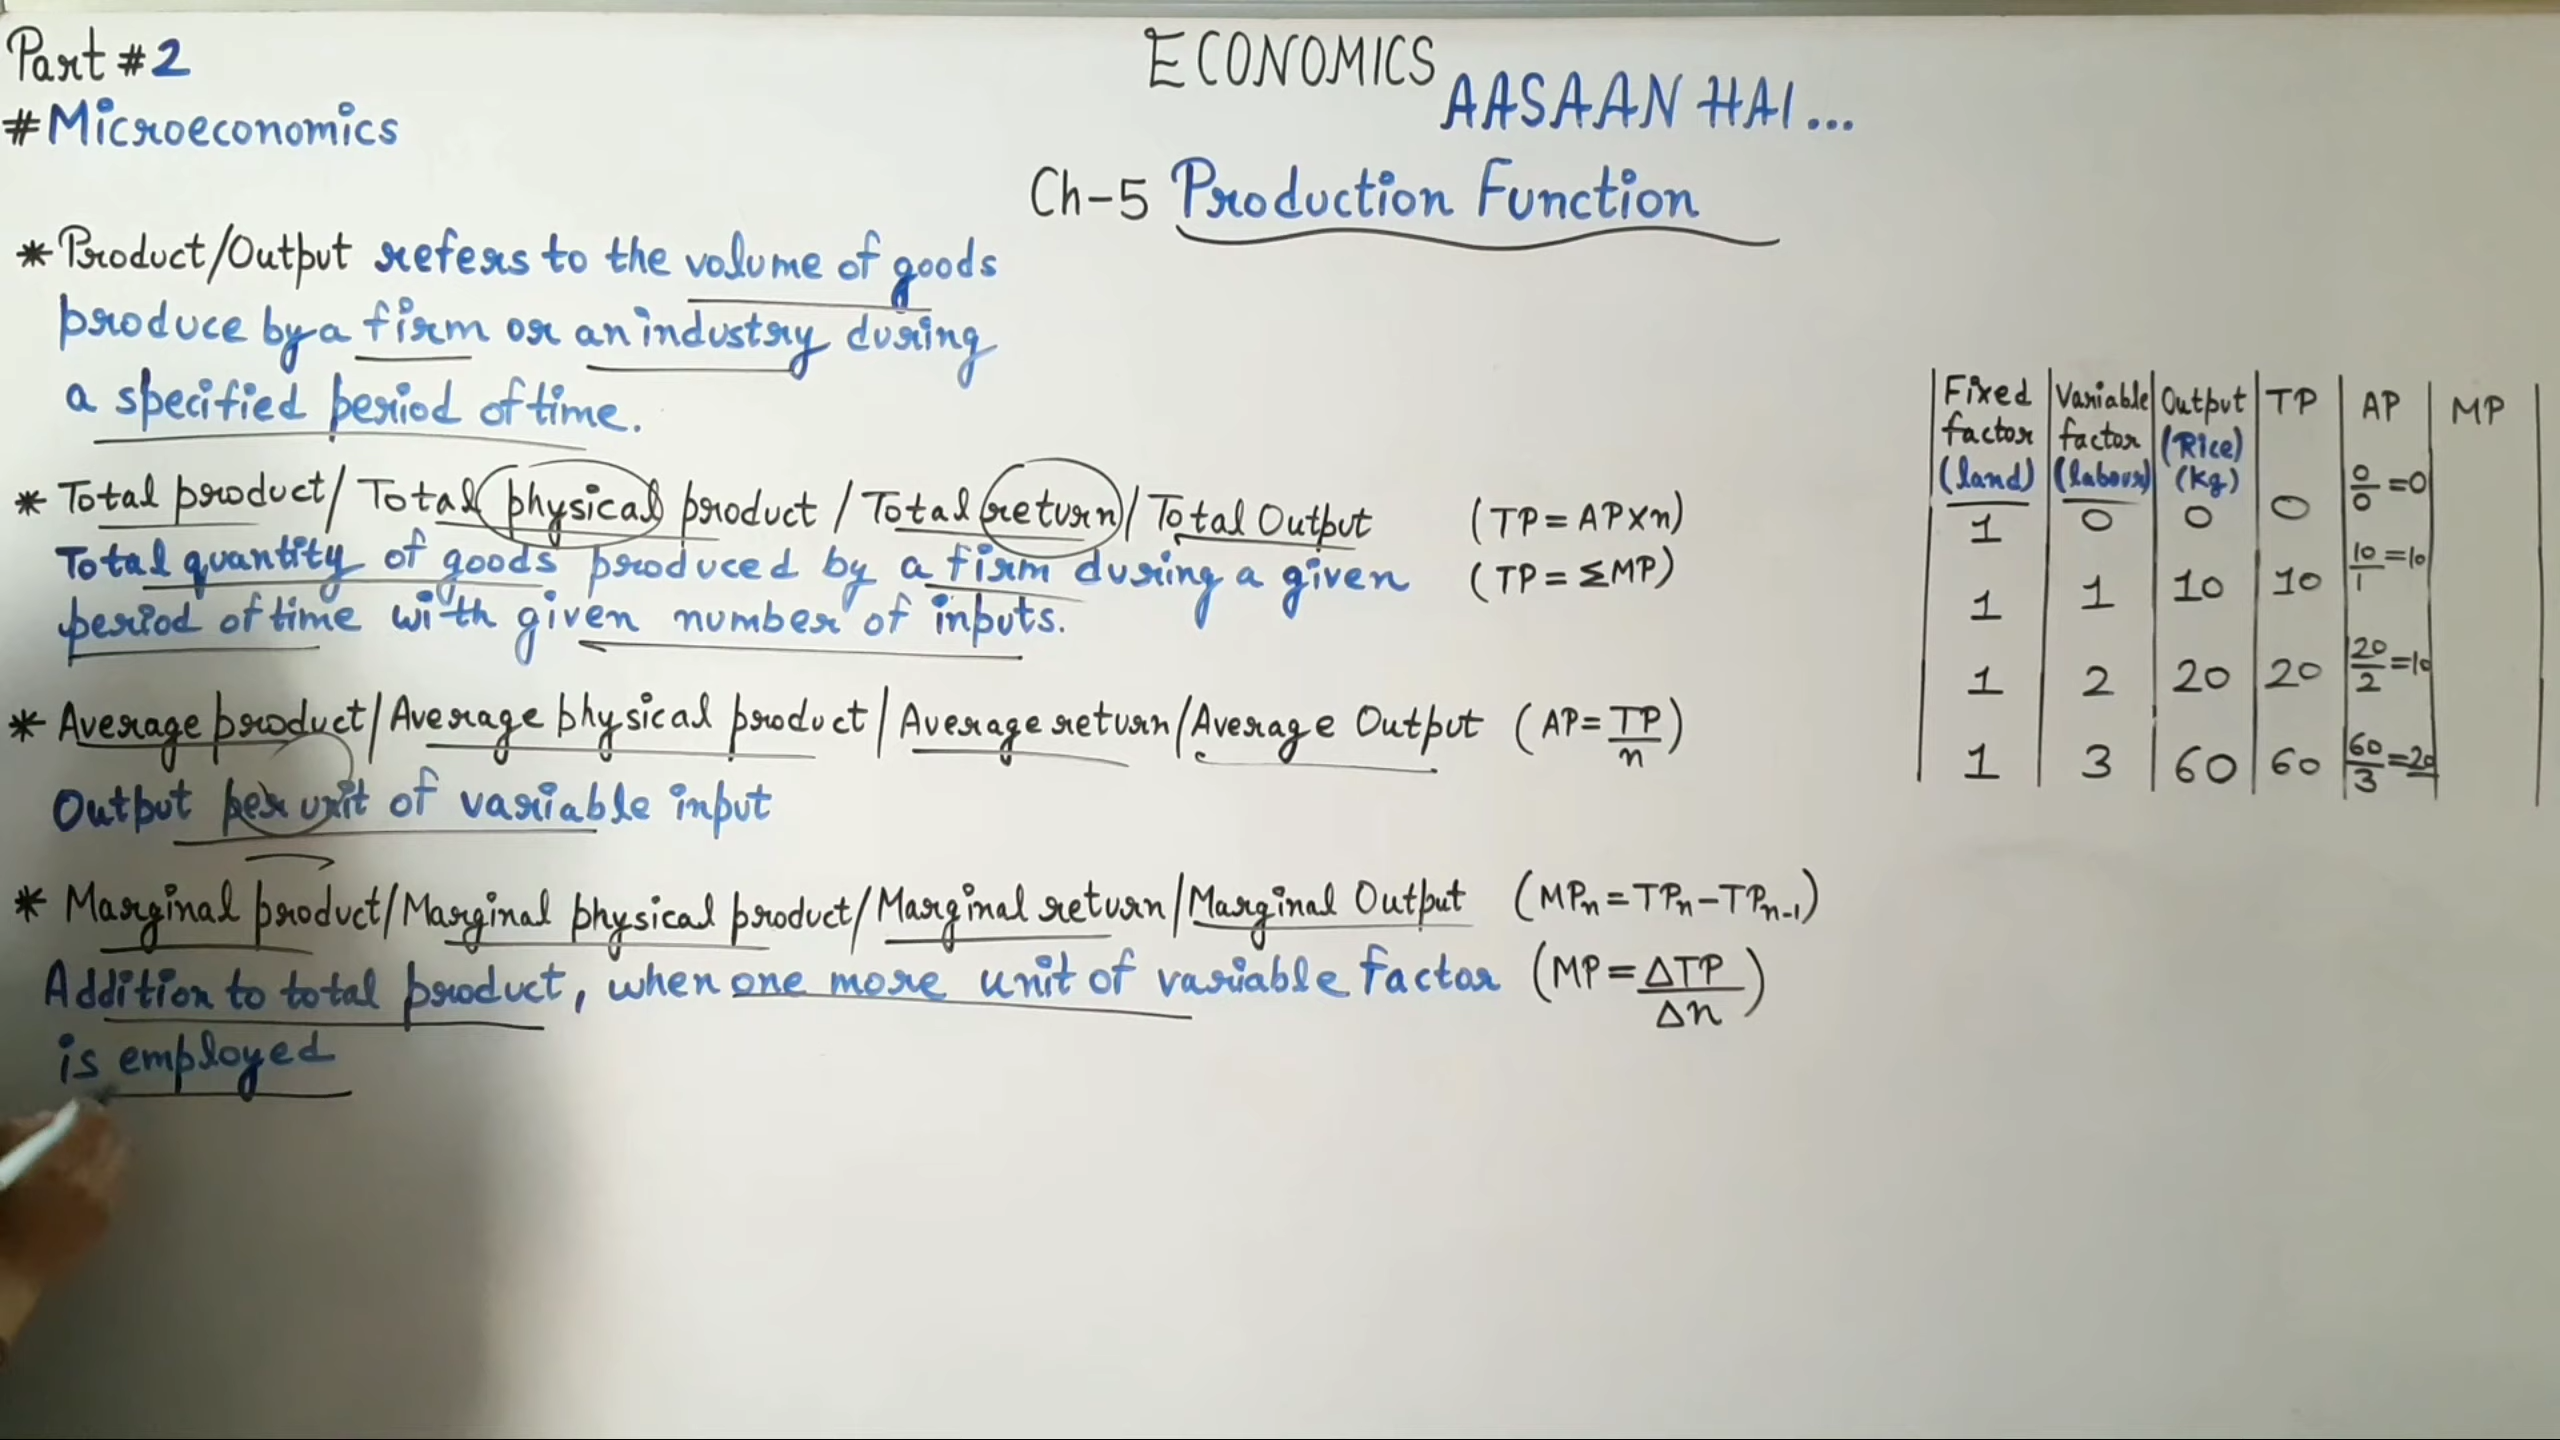 Part #2
#Microeconomics
ECONOMICS
AASAAN HAI...
Ch-5 Production Function
* Product/Output refers to the volume of goods
produce by a firm or an industry during
a specified period of time.
* Total product/Total physical product/Total return/Total Output (TP = AP×n)
Total quantity of goods produced by a firm during a given (TP = ΣMP)
period of time with given number of inputs.
* Average product/Average physical product/Average return/Average Output (AP = TP/n)
Output per unit of variable input
* Marginal product/Marginal physical product/Marginal return/Marginal Output (MPn = TPn - TPn-1)
Addition to total product, when one more unit of variable factor (MP = ΔTP/Δn)
is employed
Fixed Variable Output TP AP MP
factor factor (Rice)
(land) (labour) (kg)
1 0 0 0 0/0 = 0
1 1 10 10 10/1 = 10
1 2 20 20 20/2 = 10
1 3 60 60 60/3 = 20